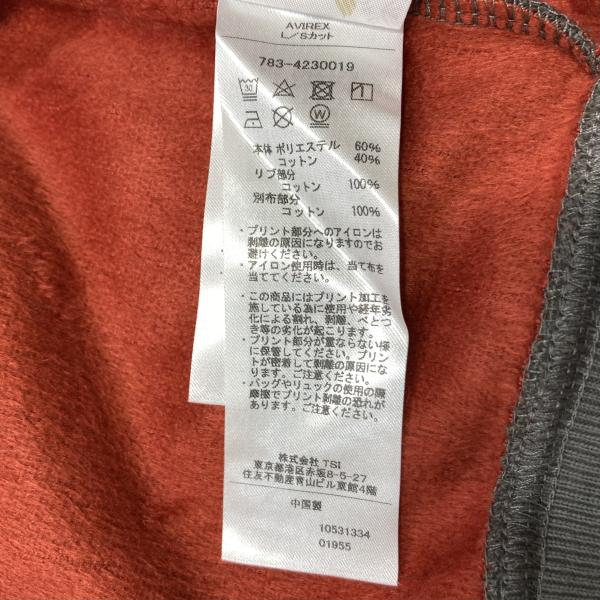 AVIREX
L/Sカット
783-4230019
30
W
本体 ポリエステル 60%
コットン 40%
リブ部分
コットン 100%
別布部分
コットン 100%
・プリント部分へのアイロンは
剥離の原因になりますのでお
避けください。
・アイロン使用時は、当て布を
当ててください。
・この商品にはプリント加工を
施している為に使用や経年劣
化による割れ、剥離、べとつ
き等の劣化が起こります。
・プリント部分が重ならない様
に保管してください。プリン
トが密着して剥離の原因にな
ります。ご注意ください。
・バッグやリュックの使用の際
摩擦でプリント剥離の恐れが
あります。ご注意ください。
株式会社 TSI
東京都港区赤坂8-5-27
住友不動産青山ビル東館4階
中国製
10531334
01955